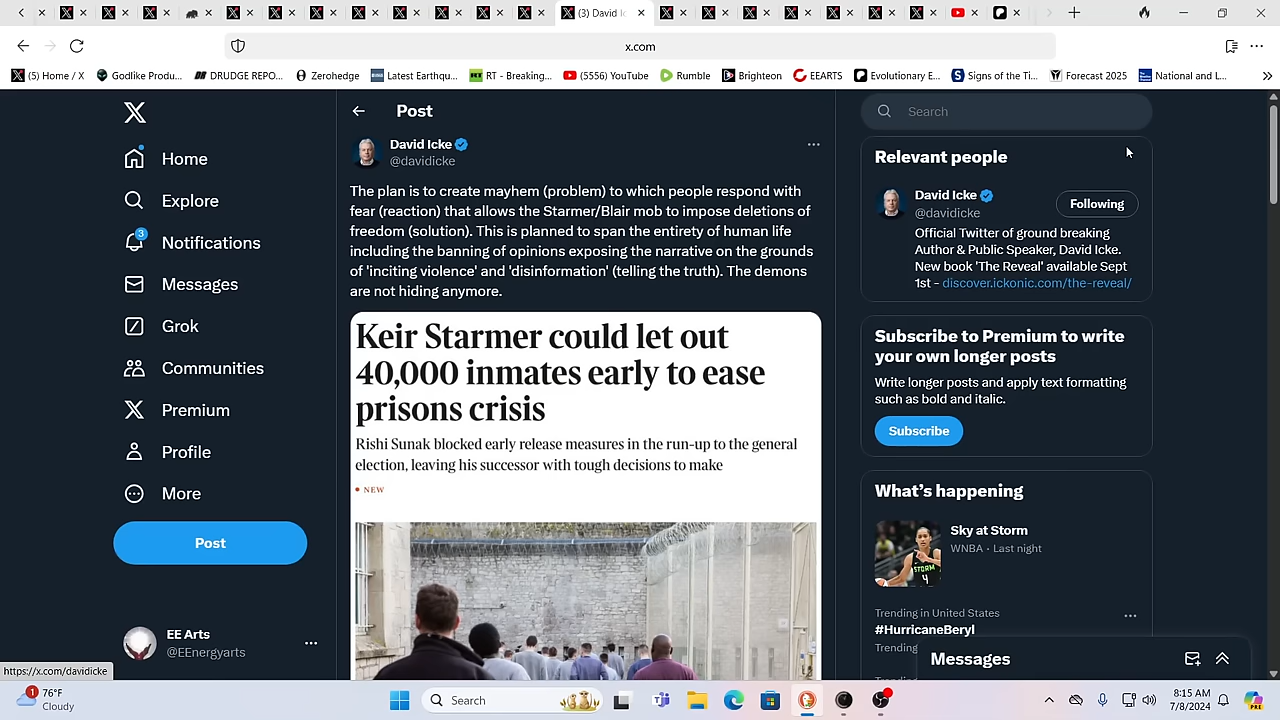 (3) David Ic
x.com
(5) Home / X
Godlike Produ...
DRUDGE REPO...
Zerohedge
Latest Earthqu...
RT - Breaking...
(5556) YouTube
Rumble
Brighteon
EEARTS
Evolutionary E...
Signs of the Ti...
Forecast 2025
National and L...
Home
Explore
3
Notifications
Messages
Grok
Communities
Premium
Profile
More
Post
EE Arts
@EEnergyarts
https://x.com/davidicke
Post
David Icke
@davidicke
The plan is to create mayhem (problem) to which people respond with
fear (reaction) that allows the Starmer/Blair mob to impose deletions of
freedom (solution). This is planned to span the entirety of human life
including the banning of opinions exposing the narrative on the grounds
of 'inciting violence' and 'disinformation' (telling the truth). The demons
are not hiding anymore.
Keir Starmer could let out
40,000 inmates early to ease
prisons crisis
Rishi Sunak blocked early release measures in the run-up to the general
election, leaving his successor with tough decisions to make
• NEW
Search
Relevant people
David Icke
@davidicke
Following
Official Twitter of ground breaking
Author & Public Speaker, David Icke.
New book 'The Reveal' available Sept
1st - discover.ickonic.com/the-reveal/
Subscribe to Premium to write
your own longer posts
Write longer posts and apply text formatting
such as bold and italic.
Subscribe
What's happening
Sky at Storm
WNBA · Last night
STORM
4
Trending in United States
#HurricaneBeryl
Trending
Messages
1
76°F
Cloudy
Search
8:15 AM
7/8/2024
PRE